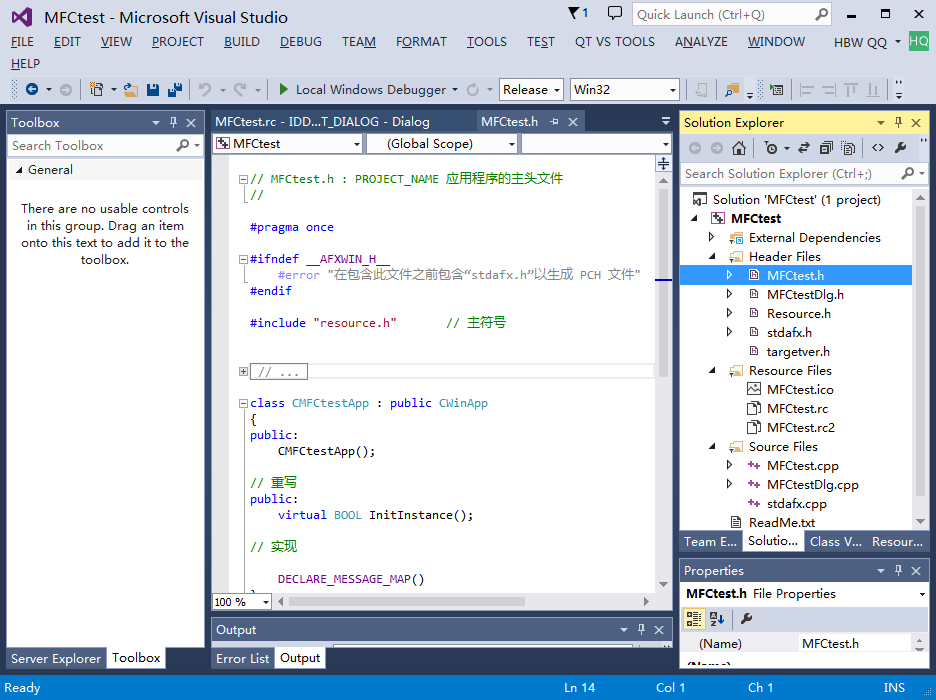 MFCtest - Microsoft Visual Studio
1
Quick Launch (Ctrl+Q)
FILE EDIT VIEW PROJECT BUILD DEBUG TEAM FORMAT TOOLS TEST QT VS TOOLS ANALYZE WINDOW HBW QQ HQ
HELP
Local Windows Debugger Release Win32
Toolbox
Search Toolbox
General
There are no usable controls
in this group. Drag an item
onto this text to add it to the
toolbox.
Server Explorer Toolbox
MFCtest.rc - IDD...T_DIALOG - Dialog MFCtest.h
MFCtest (Global Scope)
// MFCtest.h : PROJECT_NAME 应用程序的主头文件
//
#pragma once
#ifndef __AFXWIN_H__
#error "在包含此文件之前包含“stdafx.h”以生成 PCH 文件"
#endif
#include "resource.h" // 主符号
// ...
class CMFCtestApp : public CWinApp
{
public:
CMFCtestApp();
// 重写
public:
virtual BOOL InitInstance();
// 实现
DECLARE_MESSAGE_MAP()
100 %
Output
Error List Output
Solution Explorer
Search Solution Explorer (Ctrl+;)
Solution 'MFCtest' (1 project)
MFCtest
External Dependencies
Header Files
MFCtest.h
MFCtestDlg.h
Resource.h
stdafx.h
targetver.h
Resource Files
MFCtest.ico
MFCtest.rc
MFCtest.rc2
Source Files
MFCtest.cpp
MFCtestDlg.cpp
stdafx.cpp
ReadMe.txt
Team E... Solutio... Class V... Resour...
Properties
MFCtest.h File Properties
(Name) MFCtest.h
(Name)
Ready Ln 14 Col 1 Ch 1 INS